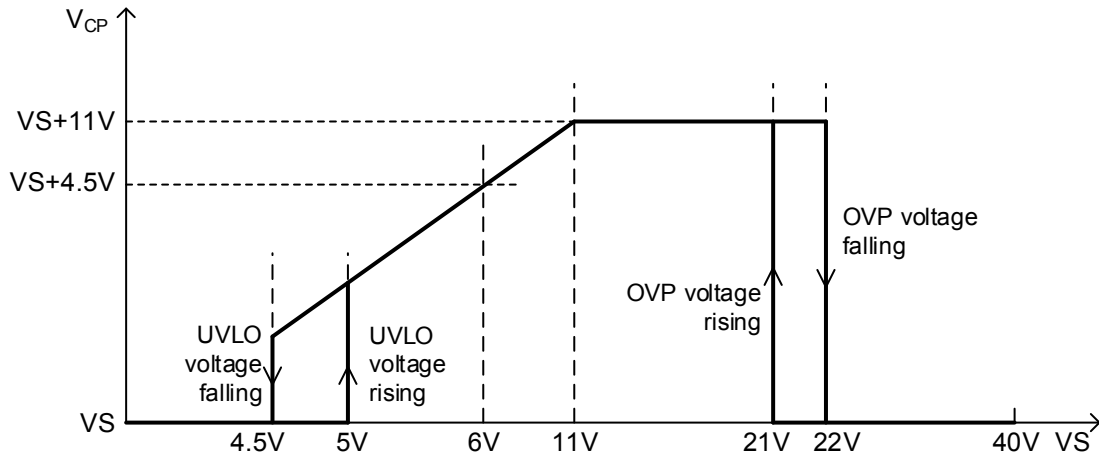 V_CP
VS+11V
VS+4.5V
OVP voltage
falling
OVP voltage
rising
UVLO
voltage
falling
UVLO
voltage
rising
VS
4.5V
5V
6V
11V
21V
22V
40V
VS